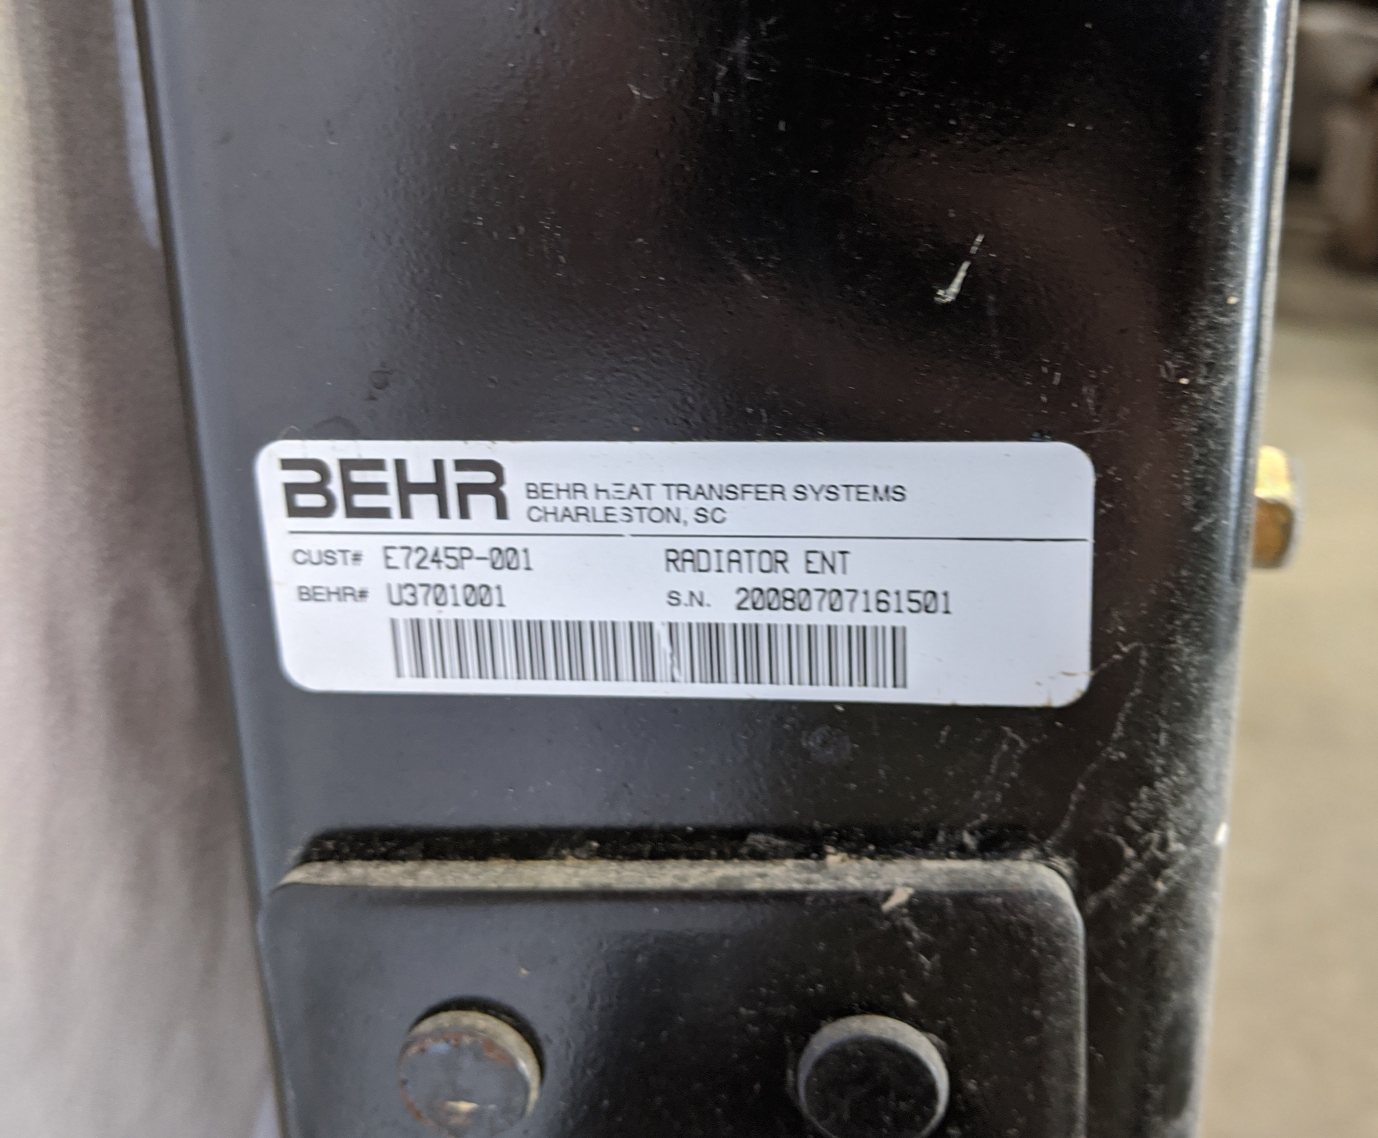 BEHR BEHR HEAT TRANSFER SYSTEMS
CHARLESTON, SC
CUST# E7245P-001 RADIATOR ENT
BEHR# U3701001 S.N. 20080707161501